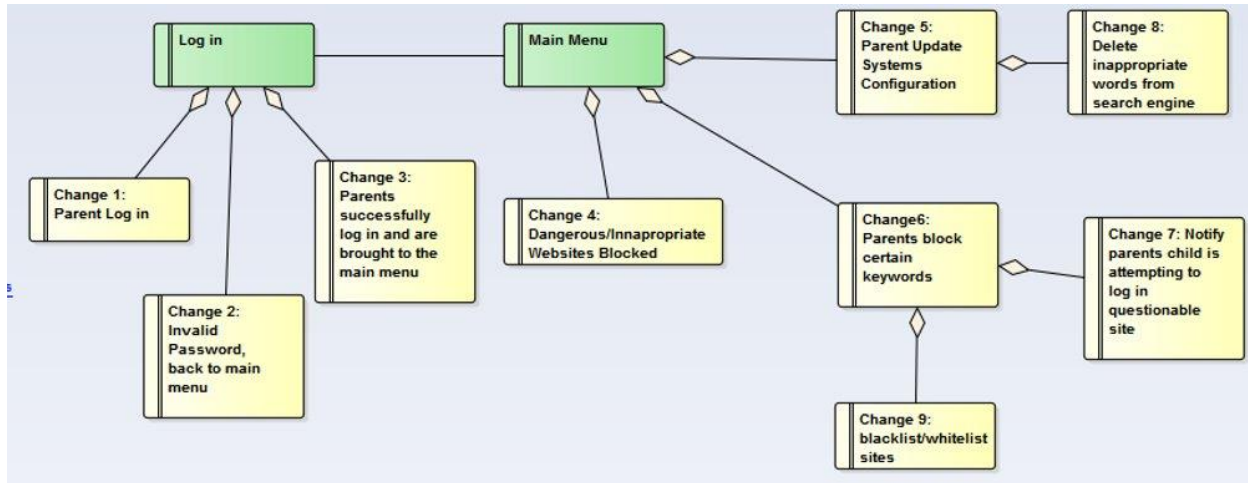 Log in
Main Menu
Change 5:
Parent Update
Systems
Configuration
Change 8:
Delete
inappropriate
words from
search engine
Change 1:
Parent Log in
Change 3:
Parents
successfully
log in and are
brought to the
main menu
Change 4:
Dangerous/Innapropriate
Websites Blocked
Change6:
Parents block
certain
keywords
Change 7: Notify
parents child is
attempting to
log in
questionable
site
s
Change 2:
Invalid
Password,
back to main
menu
Change 9:
blacklist/whitelist
sites